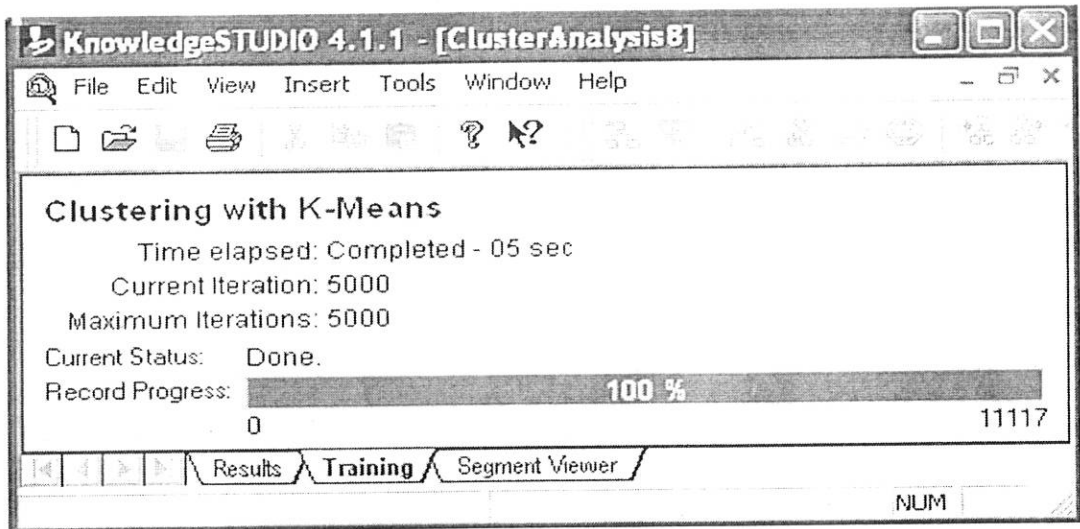 KnowledgeSTUDIO 4.1.1 - [ClusterAnalysis8]
File Edit View Insert Tools Window Help
Clustering with K-Means
Time elapsed: Completed - 05 sec
Current Iteration: 5000
Maximum Iterations: 5000
Current Status: Done.
Record Progress: 100 %
0 11117
Results Training Segment Viewer
NUM